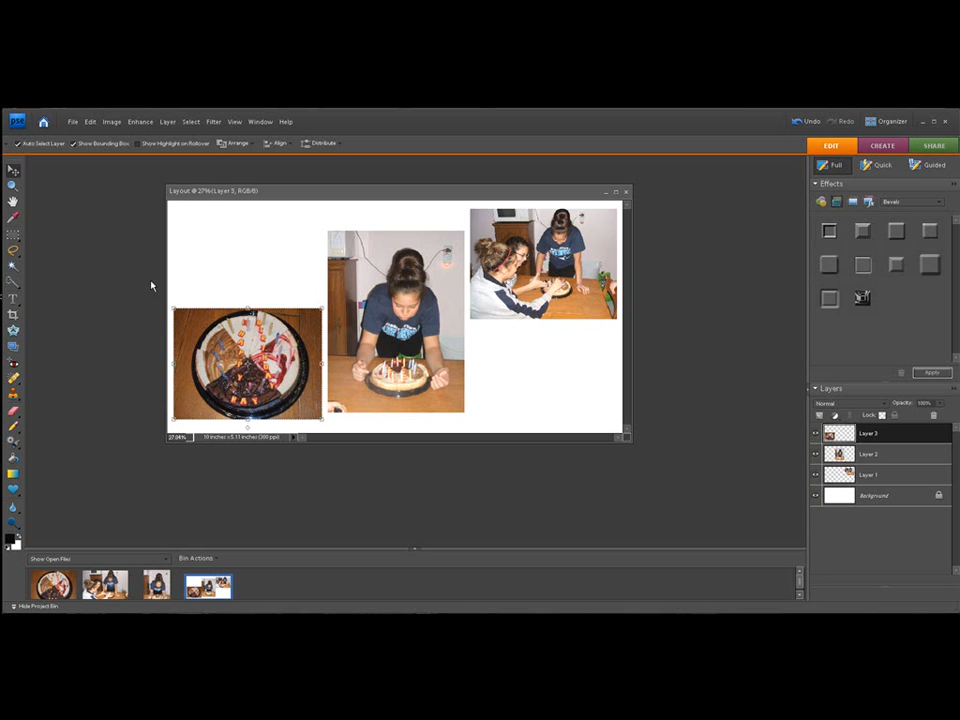 pse File Edit Image Enhance Layer Select Filter View Window Help Undo Redo Organizer
Auto Select Layer Show Bounding Box Show Highlight on Rollover Arrange Align Distribute EDIT CREATE SHARE
Full Quick Guided
Effects
Layout @ 27% (Layer 3, RGB/8)
Bevels
Apply
Layers
Normal Opacity: 100%
Lock:
Layer 3
27.04% 10 inches x 5.11 inches (300 ppi)
Layer 2
Layer 1
Background
Show Open Files Bin Actions
Hide Project Bin